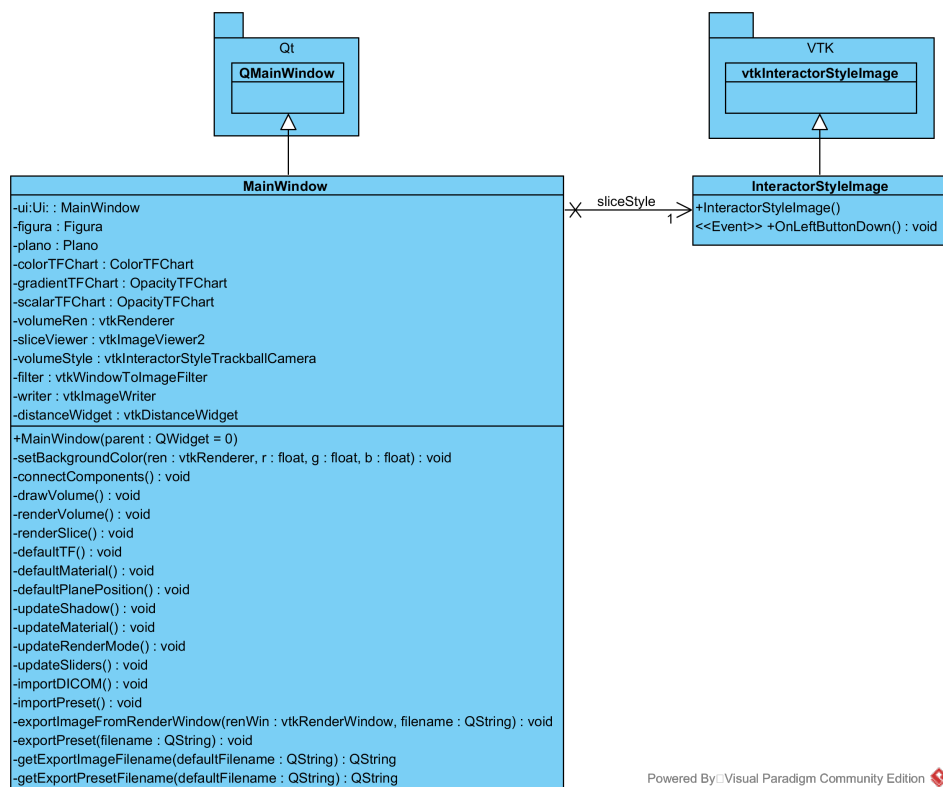 Qt
QMainWindow
VTK
vtkInteractorStyleImage
MainWindow
-ui:Ui: : MainWindow
-figura : Figura
-plano : Plano
-colorTFChart : ColorTFChart
-gradientTFChart : OpacityTFChart
-scalarTFChart : OpacityTFChart
-volumeRen : vtkRenderer
-sliceViewer : vtkImageViewer2
-volumeStyle : vtkInteractorStyleTrackballCamera
-filter : vtkWindowToImageFilter
-writer : vtkImageWriter
-distanceWidget : vtkDistanceWidget
+MainWindow(parent : QWidget = 0)
-setBackgroundColor(ren : vtkRenderer, r : float, g : float, b : float) : void
-connectComponents() : void
-drawVolume() : void
-renderVolume() : void
-renderSlice() : void
-defaultTF() : void
-defaultMaterial() : void
-defaultPlanePosition() : void
-updateShadow() : void
-updateMaterial() : void
-updateRenderMode() : void
-updateSliders() : void
-importDICOM() : void
-importPreset() : void
-exportImageFromRenderWindow(renWin : vtkRenderWindow, filename : QString) : void
-exportPreset(filename : QString) : void
-getExportImageFilename(defaultFilename : QString) : QString
-getExportPresetFilename(defaultFilename : QString) : QString
sliceStyle
1
InteractorStyleImage
+InteractorStyleImage()
<<Event>> +OnLeftButtonDown() : void
Powered By Visual Paradigm Community Edition